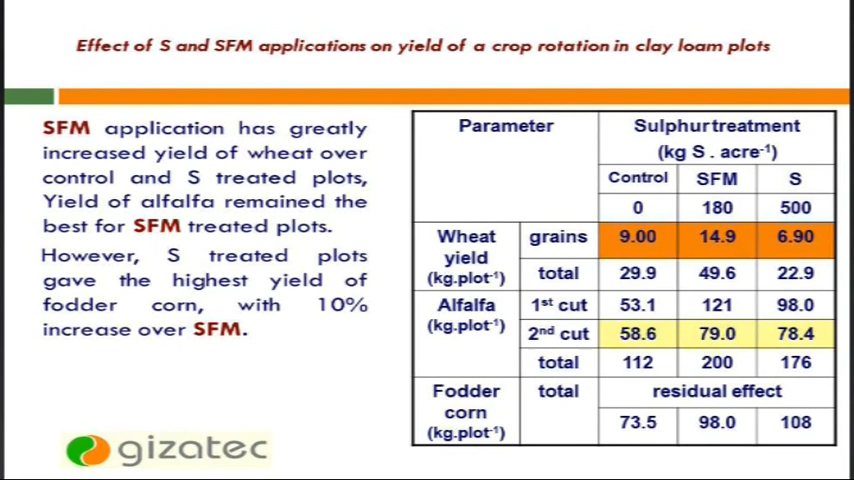 Effect of S and SFM applications on yield of a crop rotation in clay loam plots
SFM application has greatly
increased yield of wheat over
control and S treated plots,
Yield of alfalfa remained the
best for SFM treated plots.
However, S treated plots
gave the highest yield of
fodder corn, with 10%
increase over SFM.
Parameter Sulphur treatment
(kg S . acre⁻¹)
Control SFM S
0 180 500
Wheat yield (kg.plot⁻¹) grains 9.00 14.9 6.90
total 29.9 49.6 22.9
Alfalfa (kg.plot⁻¹) 1st cut 53.1 121 98.0
2nd cut 58.6 79.0 78.4
total 112 200 176
Fodder corn (kg.plot⁻¹) total residual effect
73.5 98.0 108
gizatec